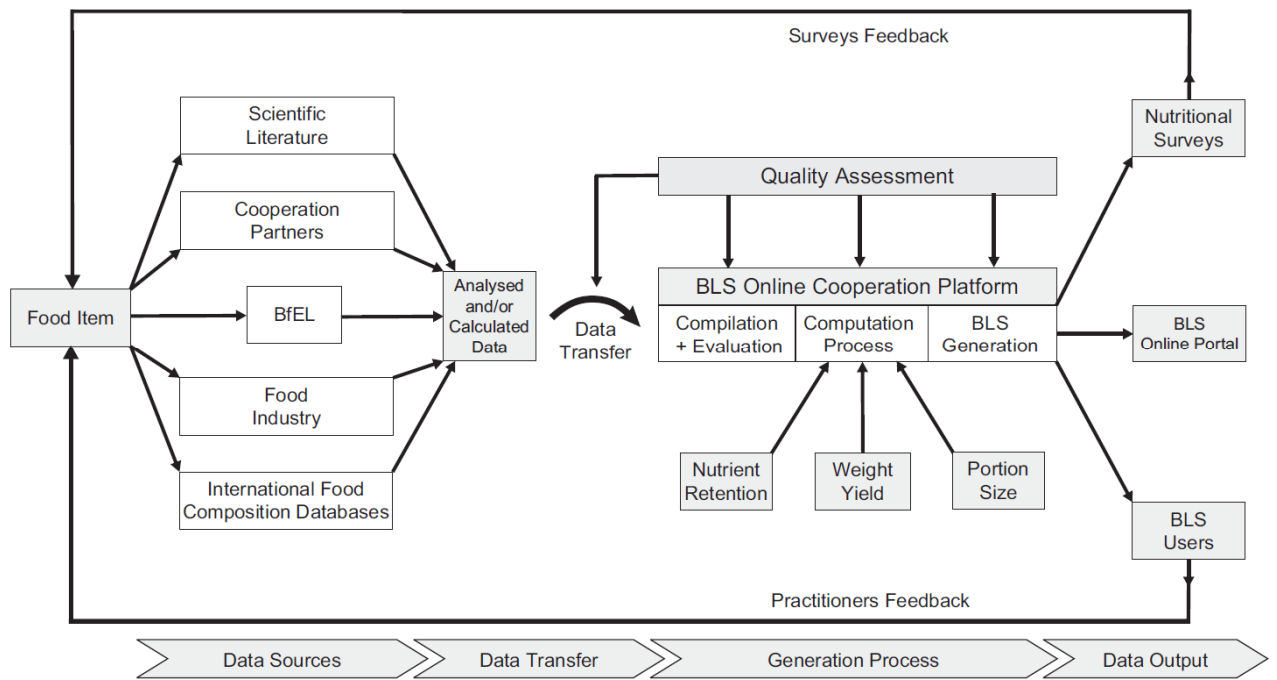 Surveys Feedback
Scientific
Literature
Nutritional
Surveys
Quality Assessment
Cooperation
Partners
Food Item
BfEL
Analysed
and/or
Calculated
Data
Data
Transfer
BLS Online Cooperation Platform
Compilation
+ Evaluation
Computation
Process
BLS
Generation
BLS
Online Portal
Food
Industry
Nutrient
Retention
Weight
Yield
Portion
Size
International Food
Composition Databases
BLS
Users
Practitioners Feedback
Data Sources
Data Transfer
Generation Process
Data Output